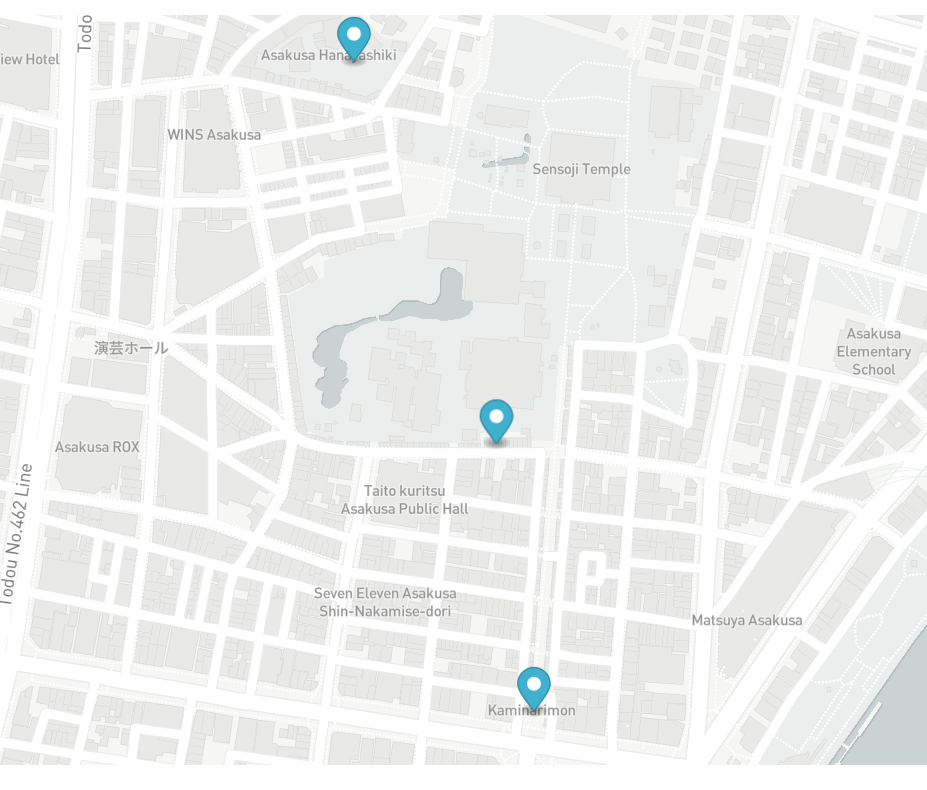 Todo
Asakusa Hanayashiki
iew Hotel
WINS Asakusa
Sensoji Temple
演芸ホール
Asakusa
Elementary
School
Asakusa ROX
Taito kuritsu
Asakusa Public Hall
Todou No.462 Line
Seven Eleven Asakusa
Shin-Nakamise-dori
Matsuya Asakusa
Kaminarimon